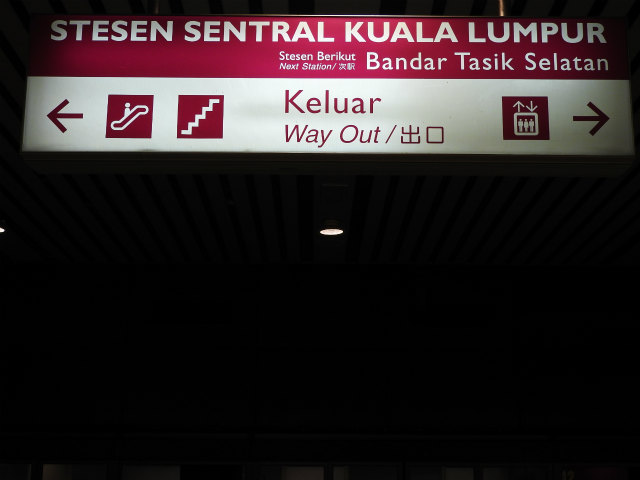 STESEN SENTRAL KUALA LUMPUR
Stesen Berikut
Next Station/次駅
Bandar Tasik Selatan
Keluar
Way Out/出口